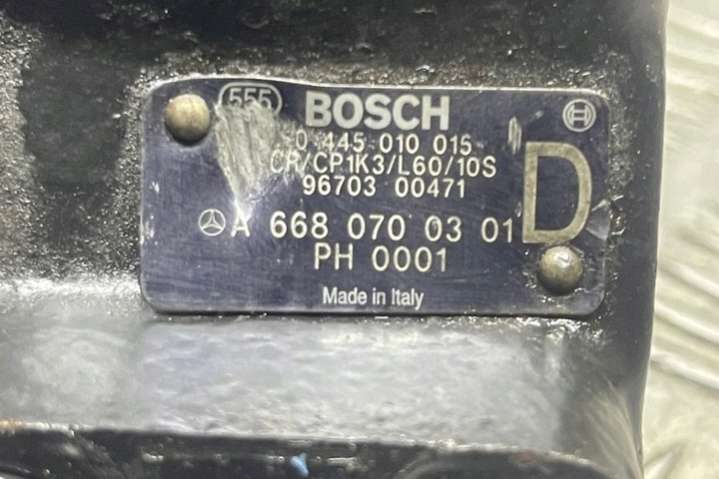 555 BOSCH
0 445 010 015
CR/CP1K3/L60/10S
96703 00471
A 668 070 03 01 D
PH 0001
Made in Italy